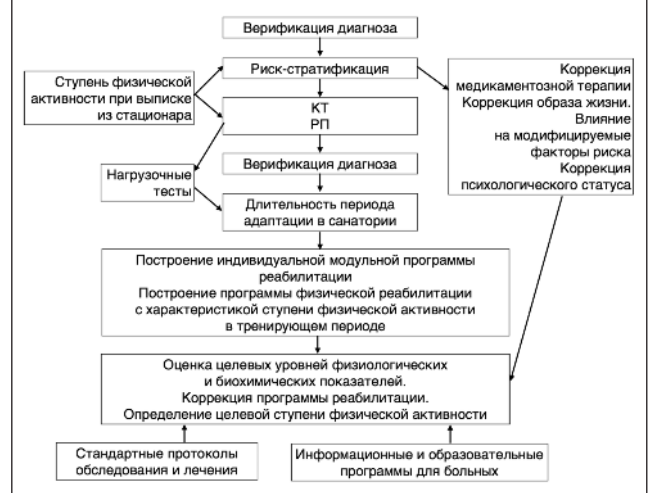 Верификация диагноза
Риск-стратификация
Ступень физической
активности при выписке
из стационара
Коррекция
медикаментозной терапии
Коррекция образа жизни.
Влияние
на модифицируемые
факторы риска
Коррекция
психологического статуса
КТ
РП
Верификация диагноза
Нагрузочные
тесты
Длительность периода
адаптации в санатории
Построение индивидуальной модульной программы
реабилитации
Построение программы физической реабилитации
с характеристикой ступени физической активности
в тренирующем периоде
Оценка целевых уровней физиологических
и биохимических показателей.
Коррекция программы реабилитации.
Определение целевой ступени физической активности
Стандартные протоколы
обследования и лечения
Информационные и образовательные
программы для больных